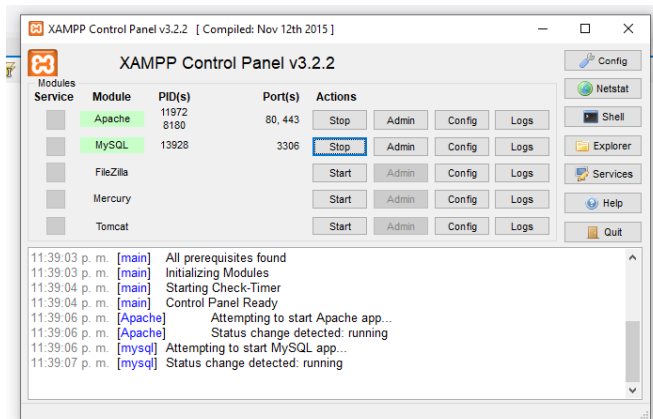 XAMPP Control Panel v3.2.2 [ Compiled: Nov 12th 2015 ]
XAMPP Control Panel v3.2.2
Config
Netstat
Shell
Explorer
Services
Help
Quit
Modules
Service Module PID(s) Port(s) Actions
Apache 11972 8180 80, 443 Stop Admin Config Logs
MySQL 13928 3306 Stop Admin Config Logs
FileZilla Start Admin Config Logs
Mercury Start Admin Config Logs
Tomcat Start Admin Config Logs
11:39:03 p. m. [main] All prerequisites found
11:39:03 p. m. [main] Initializing Modules
11:39:04 p. m. [main] Starting Check-Timer
11:39:04 p. m. [main] Control Panel Ready
11:39:06 p. m. [Apache] Attempting to start Apache app...
11:39:06 p. m. [Apache] Status change detected: running
11:39:06 p. m. [mysql] Attempting to start MySQL app...
11:39:07 p. m. [mysql] Status change detected: running